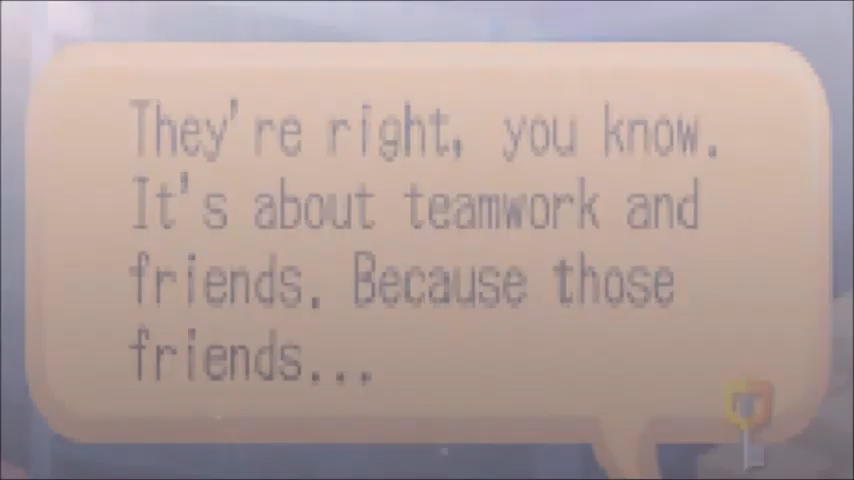 They're right, you know.
It's about teamwork and
friends. Because those
friends...